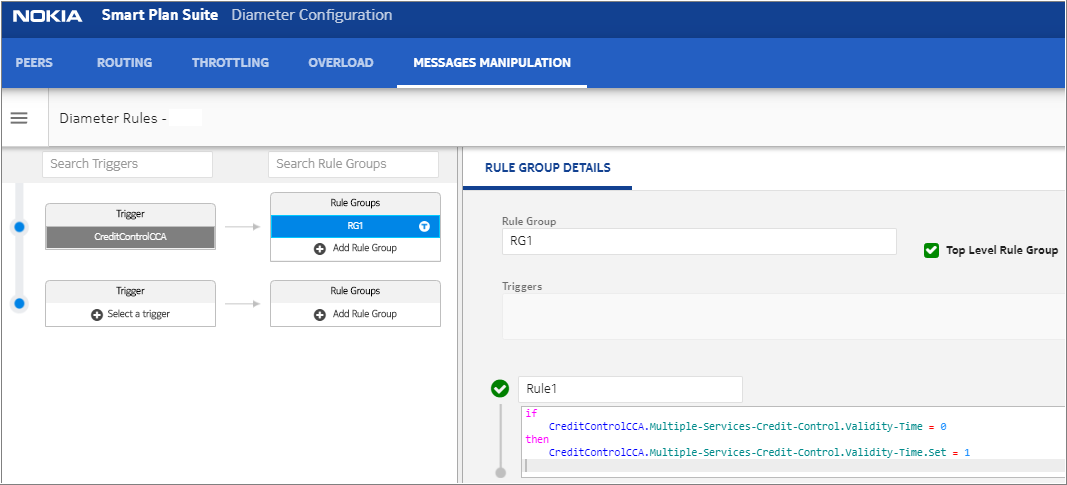 NOKIA Smart Plan Suite Diameter Configuration
PEERS ROUTING THROTTLING OVERLOAD MESSAGES MANIPULATION
Diameter Rules -
Search Triggers Search Rule Groups
Trigger
CreditControlCCA
Rule Groups
RG1 T
Add Rule Group
Trigger
Select a trigger
Rule Groups
Add Rule Group
RULE GROUP DETAILS
Rule Group
RG1
Top Level Rule Group
Triggers
Rule1
if
CreditControlCCA.Multiple-Services-Credit-Control.Validity-Time = 0
then
CreditControlCCA.Multiple-Services-Credit-Control.Validity-Time.Set = 1